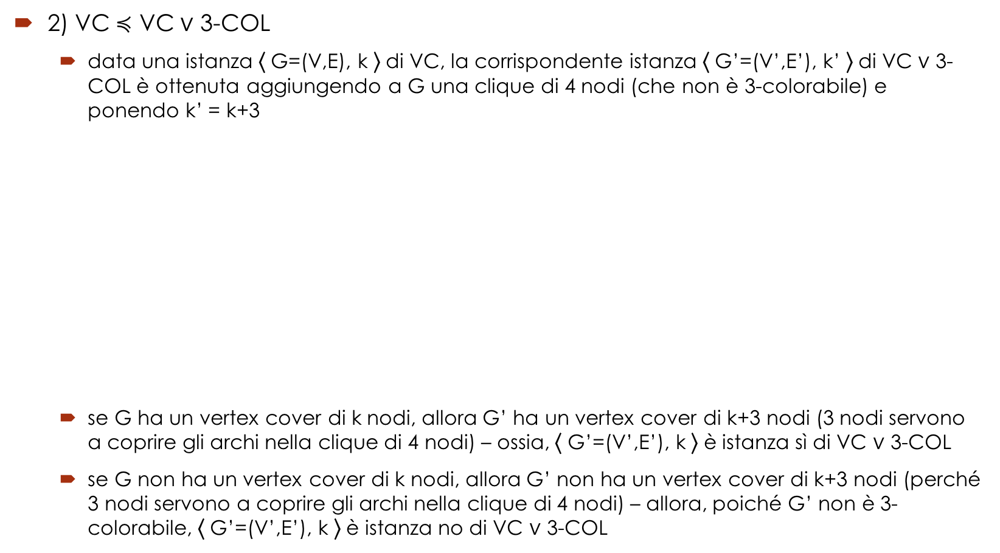 2) VC ≼ VC v 3-COL
data una istanza ⟨ G=(V,E), k ⟩ di VC, la corrispondente istanza ⟨ G’=(V’,E’), k’ ⟩ di VC v 3-
COL è ottenuta aggiungendo a G una clique di 4 nodi (che non è 3-colorabile) e
ponendo k’ = k+3
se G ha un vertex cover di k nodi, allora G’ ha un vertex cover di k+3 nodi (3 nodi servono
a coprire gli archi nella clique di 4 nodi) – ossia, ⟨ G’=(V’,E’), k ⟩ è istanza sì di VC v 3-COL
se G non ha un vertex cover di k nodi, allora G’ non ha un vertex cover di k+3 nodi (perché
3 nodi servono a coprire gli archi nella clique di 4 nodi) – allora, poiché G’ non è 3-
colorabile, ⟨ G’=(V’,E’), k ⟩ è istanza no di VC v 3-COL